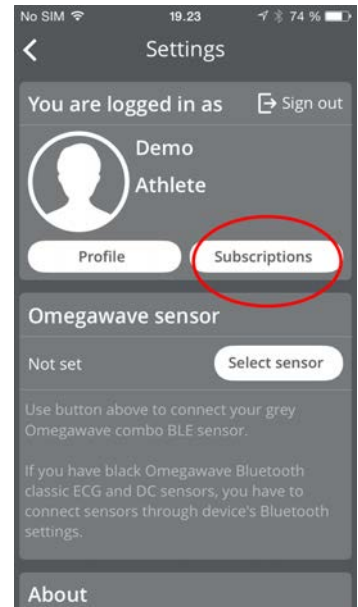 No SIM 19.23 74 %
Settings
You are logged in as Sign out
Demo
Athlete
Profile Subscriptions
Omegawave sensor
Not set Select sensor
Use button above to connect your grey
Omegawave combo BLE sensor.
If you have black Omegawave Bluetooth
classic ECG and DC sensors, you have to
connect sensors through device's Bluetooth
settings.
About